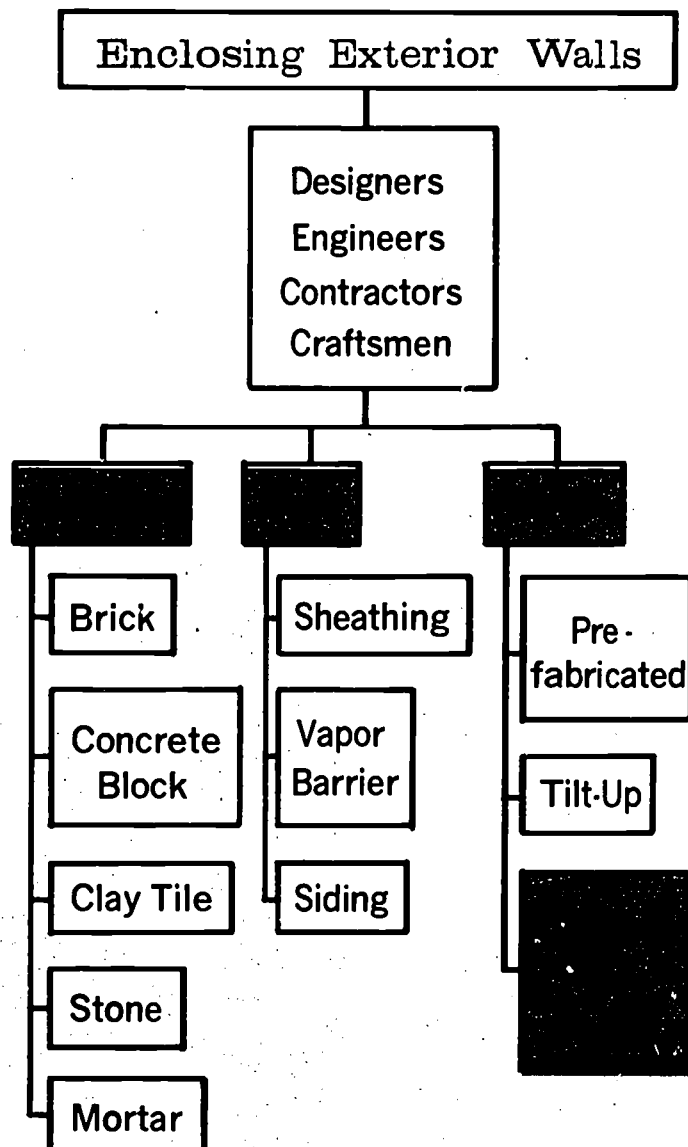 Enclosing Exterior Walls
Designers
Engineers
Contractors
Craftsmen
Brick
Concrete
Block
Clay Tile
Stone
Mortar
Sheathing
Vapor
Barrier
Siding
Pre-
fabricated
Tilt-Up